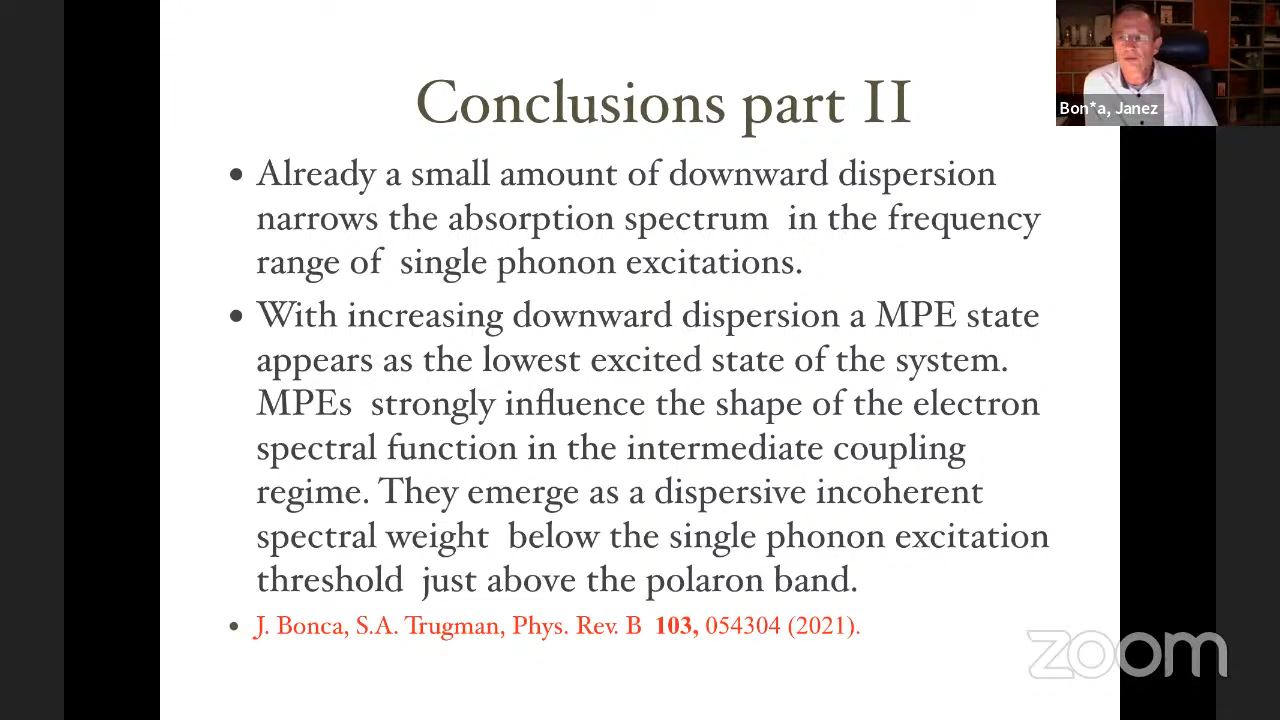 Conclusions part II
Bon*a, Janez
• Already a small amount of downward dispersion
narrows the absorption spectrum in the frequency
range of single phonon excitations.
• With increasing downward dispersion a MPE state
appears as the lowest excited state of the system.
MPEs strongly influence the shape of the electron
spectral function in the intermediate coupling
regime. They emerge as a dispersive incoherent
spectral weight below the single phonon excitation
threshold just above the polaron band.
• J. Bonca, S.A. Trugman, Phys. Rev. B 103, 054304 (2021).
zoom